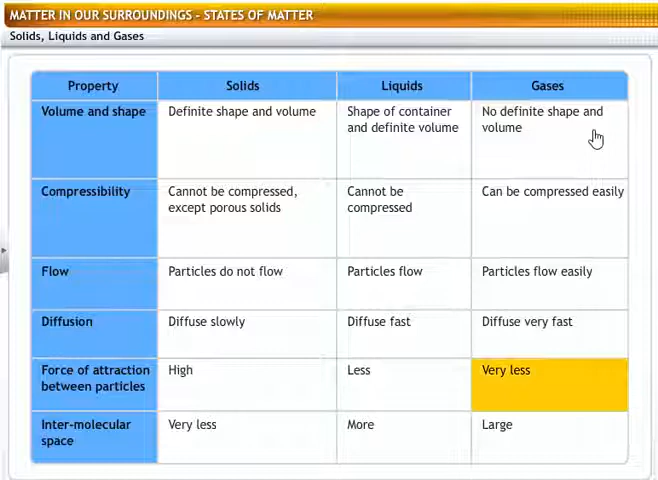 MATTER IN OUR SURROUNDINGS - STATES OF MATTER
Solids, Liquids and Gases
Property Solids Liquids Gases
Volume and shape Definite shape and volume Shape of container No definite shape and
and definite volume volume
Compressibility Cannot be compressed, Cannot be Can be compressed easily
except porous solids compressed
Flow Particles do not flow Particles flow Particles flow easily
Diffusion Diffuse slowly Diffuse fast Diffuse very fast
Force of attraction High Less Very less
between particles
Inter-molecular Very less More Large
space